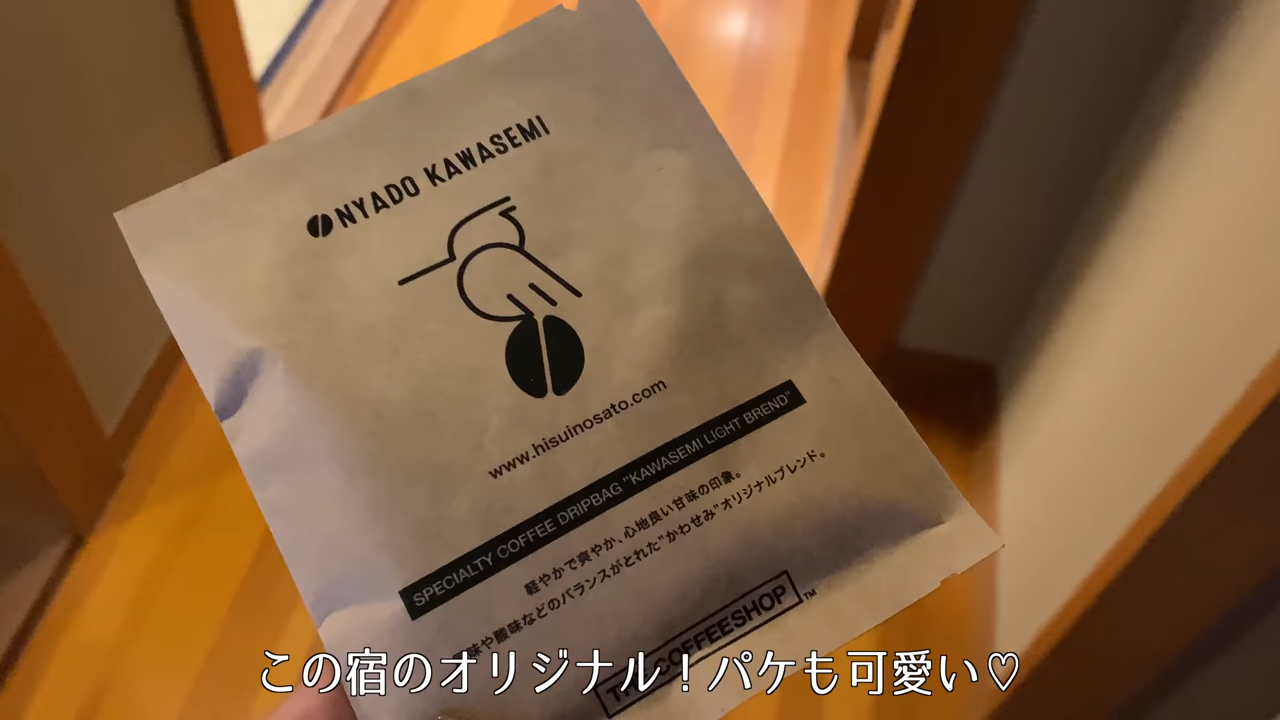 NYADO KAWASEMI
www.hisuinosato.com
SPECIALTY COFFEE DRIPBAG "KAWASEMI LIGHT BREND"
軽やかで爽やか、心地良い甘味の印象。
味や酸味などのバランスがとれた"かわせみ"オリジナルブレンド。
COFFEESHOP TM
この宿のオリジナル！パケも可愛い♡